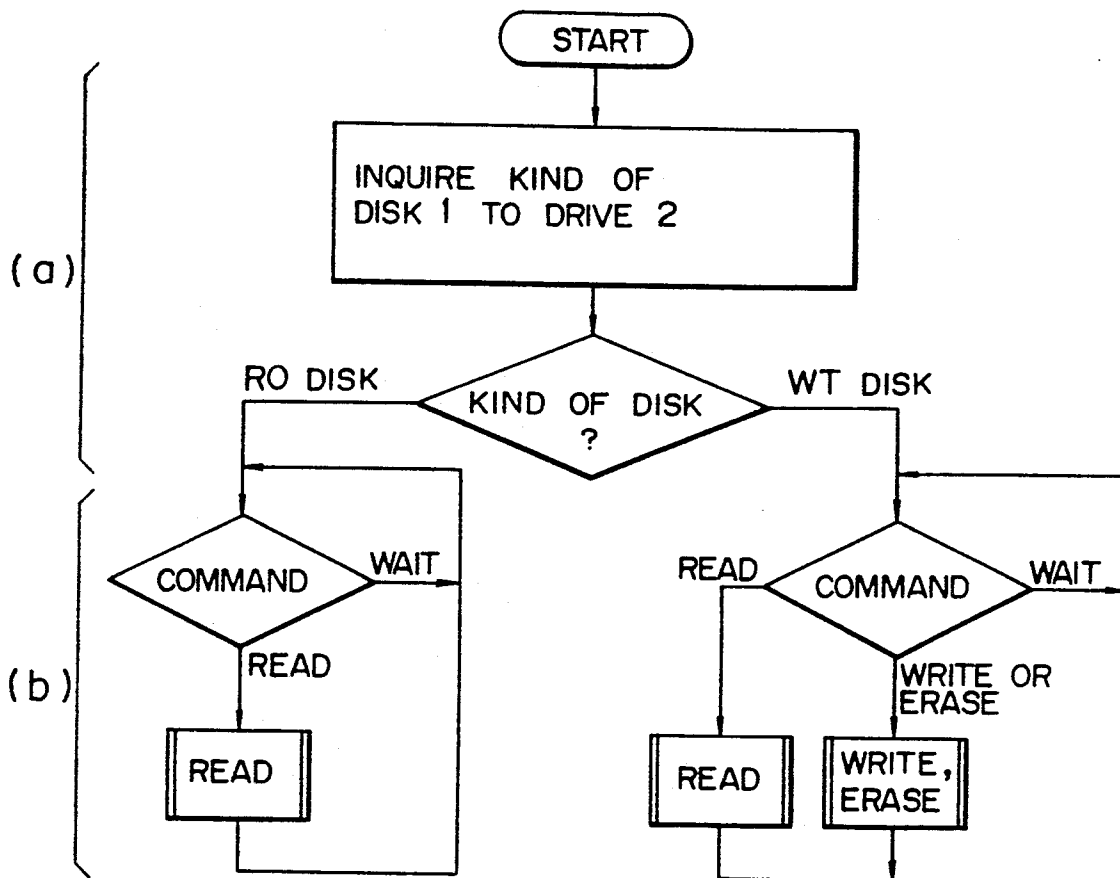 START
INQUIRE KIND OF
DISK 1 TO DRIVE 2
(a)
RO DISK
WT DISK
KIND OF DISK
?
WAIT
COMMAND
READ
COMMAND
WAIT
READ
(b)
WRITE OR
ERASE
READ
READ
WRITE,
ERASE